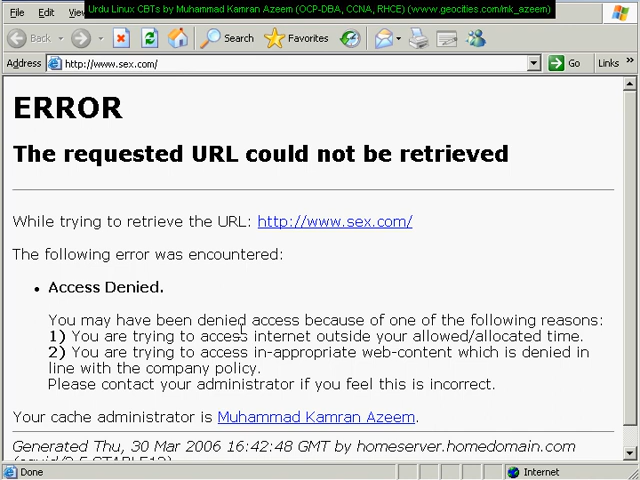 Urdu Linux CBTs by Muhammad Kamran Azeem (OCP-DBA, CCNA, RHCE) (www.geocities.com/mk_azeem)
File Edit
Back Search Favorites
Address http://www.sex.com/ Go Links
ERROR
The requested URL could not be retrieved
While trying to retrieve the URL: http://www.sex.com/
The following error was encountered:
• Access Denied.
You may have been denied access because of one of the following reasons:
1) You are trying to access internet outside your allowed/allocated time.
2) You are trying to access in-appropriate web-content which is denied in
line with the company policy.
Please contact your administrator if you feel this is incorrect.
Your cache administrator is Muhammad Kamran Azeem.
Generated Thu, 30 Mar 2006 16:42:48 GMT by homeserver.homedomain.com
Done Internet